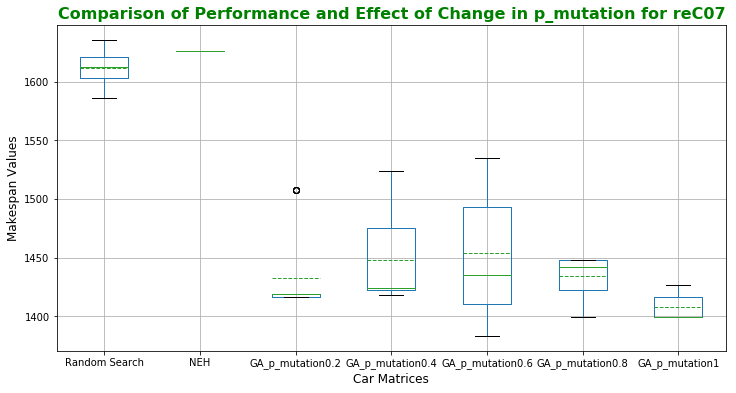 Comparison of Performance and Effect of Change in p_mutation for reC07
1600
1550
1500
1450
1400
Makespan Values
Random Search NEH GA_p_mutation0.2 GA_p_mutation0.4 GA_p_mutation0.6 GA_p_mutation0.8 GA_p_mutation1
Car Matrices